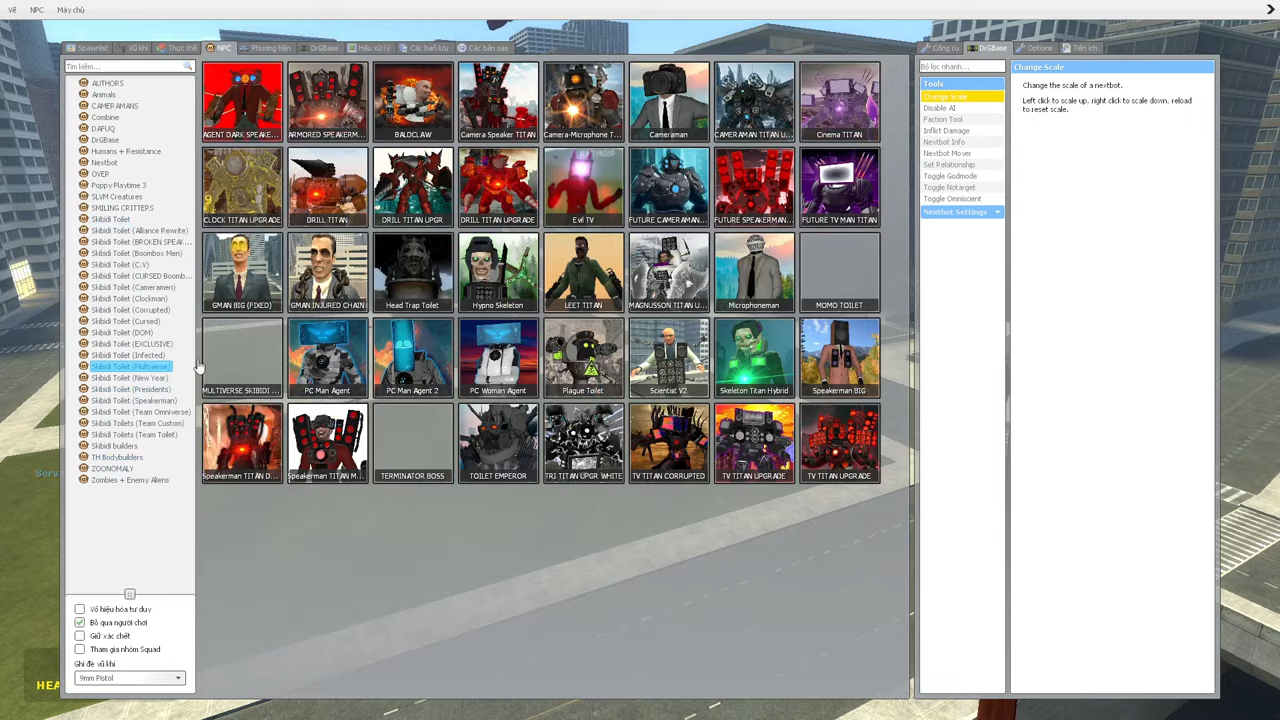 Vẽ NPC Máy chủ
Spawnlist Vũ khí Thực thể NPC Phương tiện DrGBase Hậu xử lý Các bản lưu Các bản sao
Công cụ DrGBase Options Tiện ích
Tìm kiếm...
AUTHORS
Animals
CAMERAMANS
Combine
DAFUQ
DrGBase
Humans + Resistance
Nextbot
OVER
Poppy Playtime 3
SLVM Creatures
SMILING CRITTERS
Skibidi Toilet
Skibidi Toilet (Alliance Rewrite)
Skibidi Toilet (BROKEN SPEAK...
Skibidi Toilet (Boombox Men)
Skibidi Toilet (C.V)
Skibidi Toilet (CURSED Boomb...
Skibidi Toilet (Cameramen)
Skibidi Toilet (Clockman)
Skibidi Toilet (Corrupted)
Skibidi Toilet (Cursed)
Skibidi Toilet (DOM)
Skibidi Toilet (EXCLUSIVE)
Skibidi Toilet (Infected)
Skibidi Toilet (Multiverse)
Skibidi Toilet (New Year)
Skibidi Toilet (Presidents)
Skibidi Toilet (Speakerman)
Skibidi Toilet (Team Omniverse)
Skibidi Toilets (Team Custom)
Skibidi Toilets (Team Toilet)
Skibidi builders
TH Bodybuilders
ZOONOMALY
Zombies + Enemy Aliens
Vô hiệu hóa tư duy
Bỏ qua người chơi
Giữ xác chết
Tham gia nhóm Squad
Ghi đè vũ khí
9mm Pistol
AGENT DARK SPEAKE... ARMORED SPEAKERM... BALDCLAW Camera Speaker TITAN Camera-Microphone T... Cameraman CAMERAMAN TITAN U... Cinema TITAN
CLOCK TITAN UPGRADE DRILL TITAN DRILL TITAN UPGR DRILL TITAN UPGRADE Evil TV FUTURE CAMERAMAN... FUTURE SPEAKERMAN... FUTURE TV MAN TITAN
GMAN BIG (FIXED) GMAN INJURED CHAIN Head Trap Toilet Hypno Skeleton LEET TITAN MAGNUSSON TITAN U... Microphoneman MOMO TOILET
MULTIVERSE SKIBIDI ... PC Man Agent PC Man Agent 2 PC Woman Agent Plague Toilet Scientist V2 Skeleton Titan Hybrid Speakerman BIG
Speakerman TITAN D... Speakerman TITAN M... TERMINATOR BOSS TOILET EMPEROR TRI TITAN UPGR WHITE TV TITAN CORRUPTED TV TITAN UPGRADE TV TITAN UPGRADE
Bộ lọc nhanh...
Tools
Change Scale
Disable AI
Faction Tool
Inflict Damage
Nextbot Info
Nextbot Mover
Set Relationship
Toggle Godmode
Toggle Notarget
Toggle Omniscient
Nextbot Settings
Change Scale
Change the scale of a nextbot.
Left click to scale up, right click to scale down, reload
to reset scale.
HEA